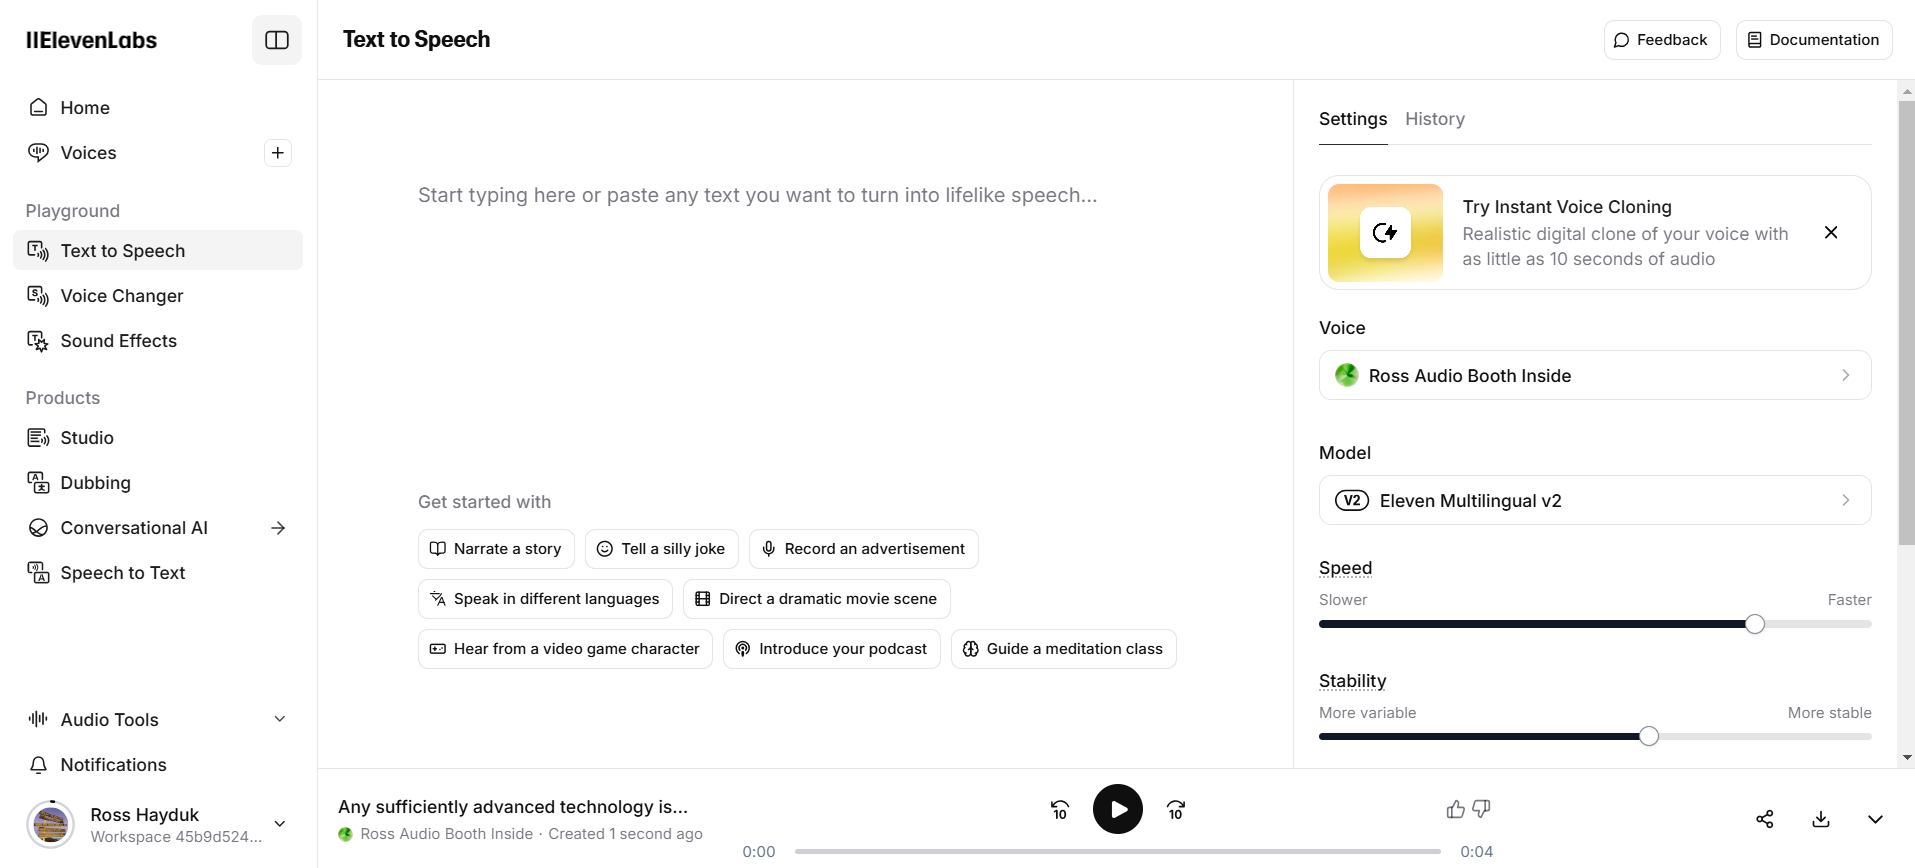 IIElevenLabs
Home
Voices
Playground
Text to Speech
Voice Changer
Sound Effects
Products
Studio
Dubbing
Conversational AI
Speech to Text
Audio Tools
Notifications
Ross Hayduk
Workspace 45b9d524...
Text to Speech
Feedback
Documentation
Start typing here or paste any text you want to turn into lifelike speech...
Get started with
Narrate a story
Tell a silly joke
Record an advertisement
Speak in different languages
Direct a dramatic movie scene
Hear from a video game character
Introduce your podcast
Guide a meditation class
Settings
History
Try Instant Voice Cloning
Realistic digital clone of your voice with
as little as 10 seconds of audio
Voice
Ross Audio Booth Inside
Model
V2 Eleven Multilingual v2
Speed
Slower
Faster
Stability
More variable
More stable
Any sufficiently advanced technology is...
Ross Audio Booth Inside · Created 1 second ago
10
10
0:00
0:04